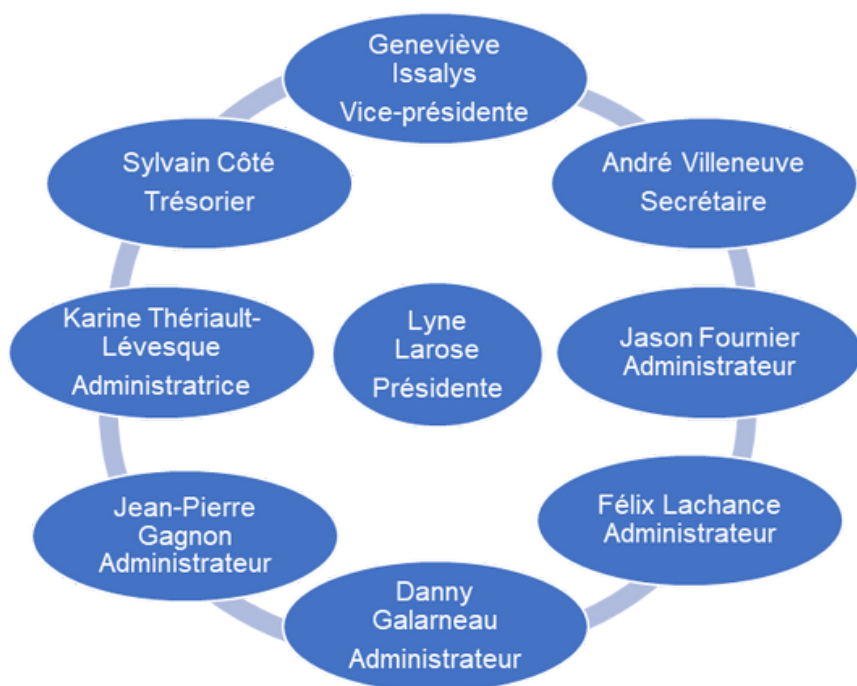 Geneviève
Issalys
Vice-présidente
Sylvain Côté
Trésorier
André Villeneuve
Secrétaire
Karine Thériault-
Lévesque
Administratrice
Lyne
Larose
Présidente
Jason Fournier
Administrateur
Jean-Pierre
Gagnon
Administrateur
Félix Lachance
Administrateur
Danny
Galarneau
Administrateur